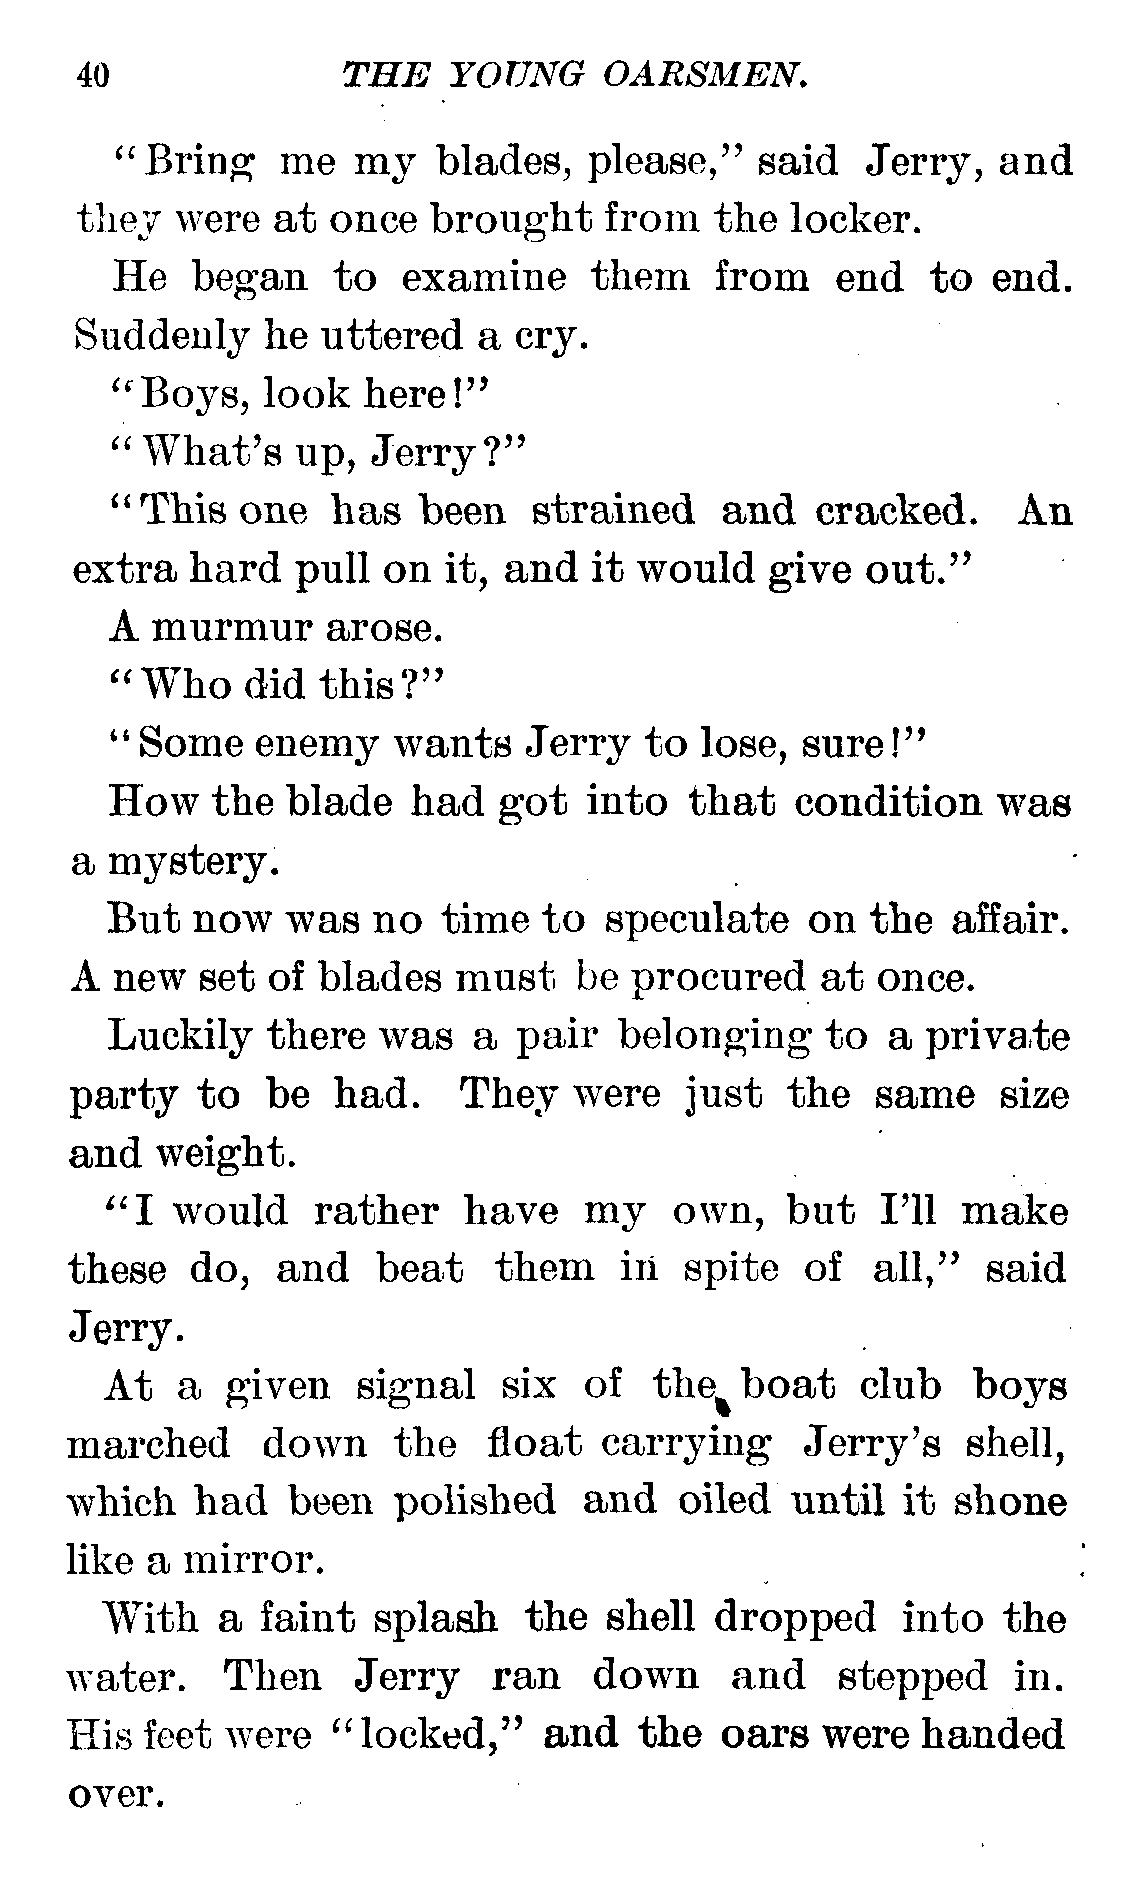 40 THE YOUNG OARSMEN.
"Bring me my blades, please," said Jerry, and
they were at once brought from the locker.
He began to examine them from end to end.
Suddenly he uttered a cry.
"Boys, look here!"
"What's up, Jerry?"
"This one has been strained and cracked. An
extra hard pull on it, and it would give out."
A murmur arose.
"Who did this?"
"Some enemy wants Jerry to lose, sure!"
How the blade had got into that condition was
a mystery.
But now was no time to speculate on the affair.
A new set of blades must be procured at once.
Luckily there was a pair belonging to a private
party to be had. They were just the same size
and weight.
"I would rather have my own, but I'll make
these do, and beat them in spite of all," said
Jerry.
At a given signal six of the boat club boys
marched down the float carrying Jerry's shell,
which had been polished and oiled until it shone
like a mirror.
With a faint splash the shell dropped into the
water. Then Jerry ran down and stepped in.
His feet were "locked," and the oars were handed
over.